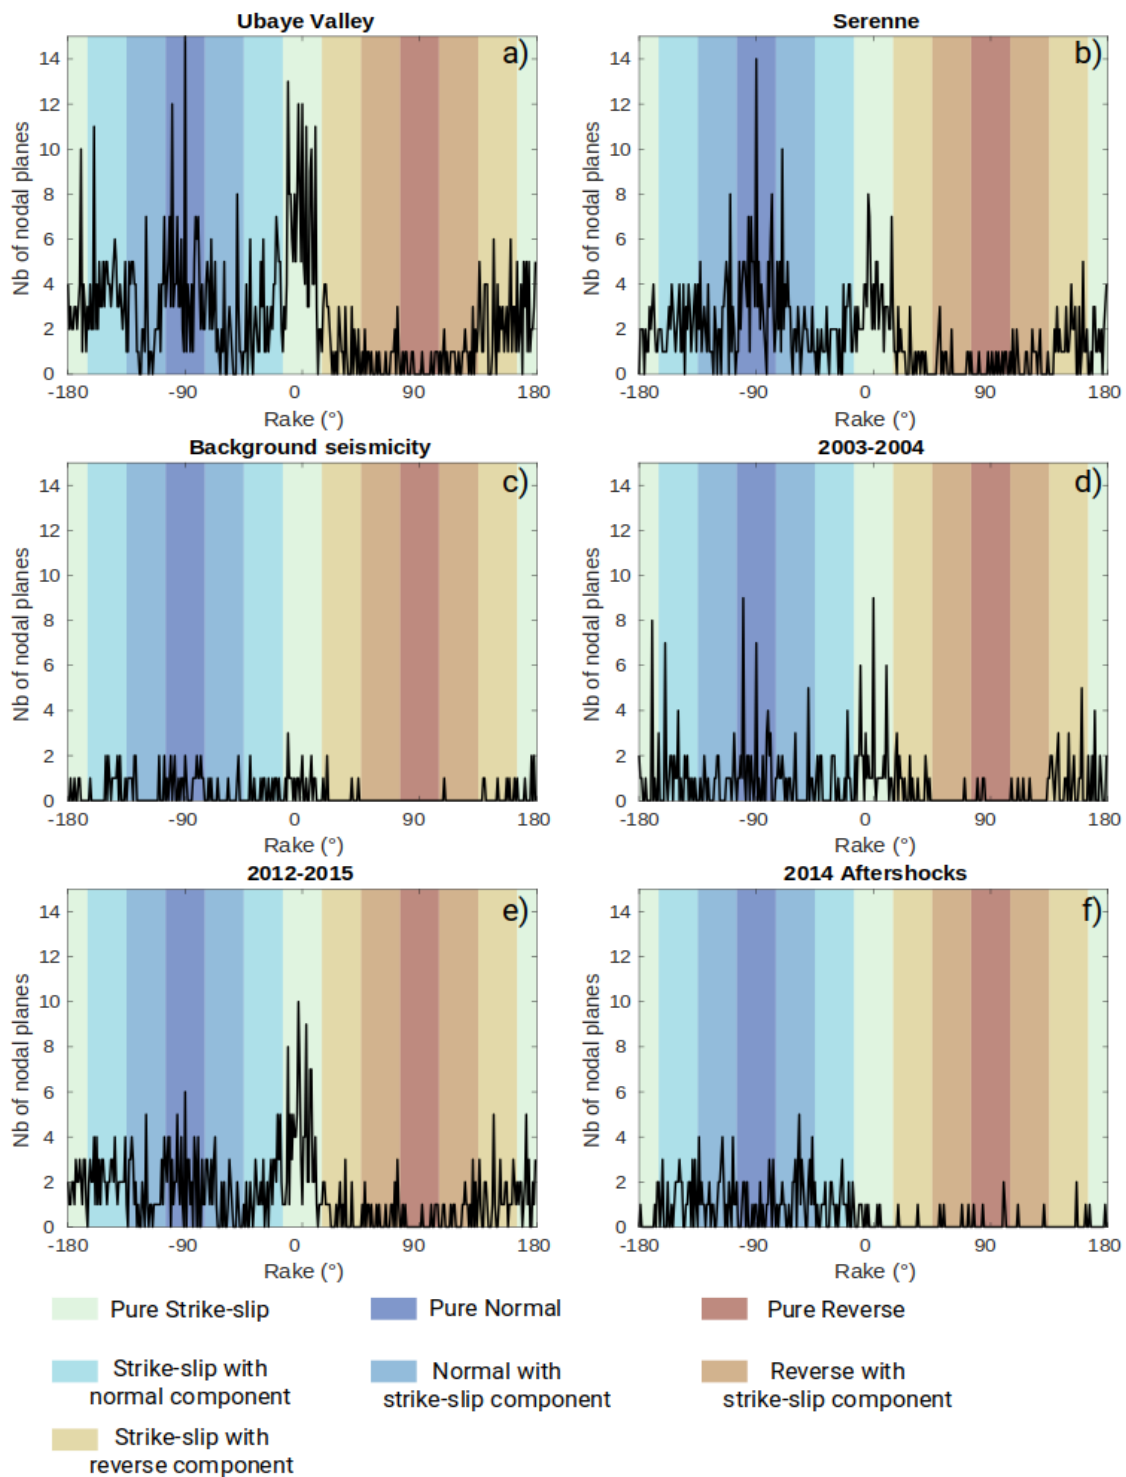 Ubaye Valley
a)
Nb of nodal planes
14
12
10
8
6
4
2
0
-180
-90
0
90
180
Rake (°)
Serenne
b)
Nb of nodal planes
14
12
10
8
6
4
2
0
-180
-90
0
90
180
Rake (°)
Background seismicity
c)
Nb of nodal planes
14
12
10
8
6
4
2
0
-180
-90
0
90
180
Rake (°)
2003-2004
d)
Nb of nodal planes
14
12
10
8
6
4
2
0
-180
-90
0
90
180
Rake (°)
2012-2015
e)
Nb of nodal planes
14
12
10
8
6
4
2
0
-180
-90
0
90
180
Rake (°)
2014 Aftershocks
f)
Nb of nodal planes
14
12
10
8
6
4
2
0
-180
-90
0
90
180
Rake (°)
Pure Strike-slip
Pure Normal
Pure Reverse
Strike-slip with
normal component
Normal with
strike-slip component
Reverse with
strike-slip component
Strike-slip with
reverse component